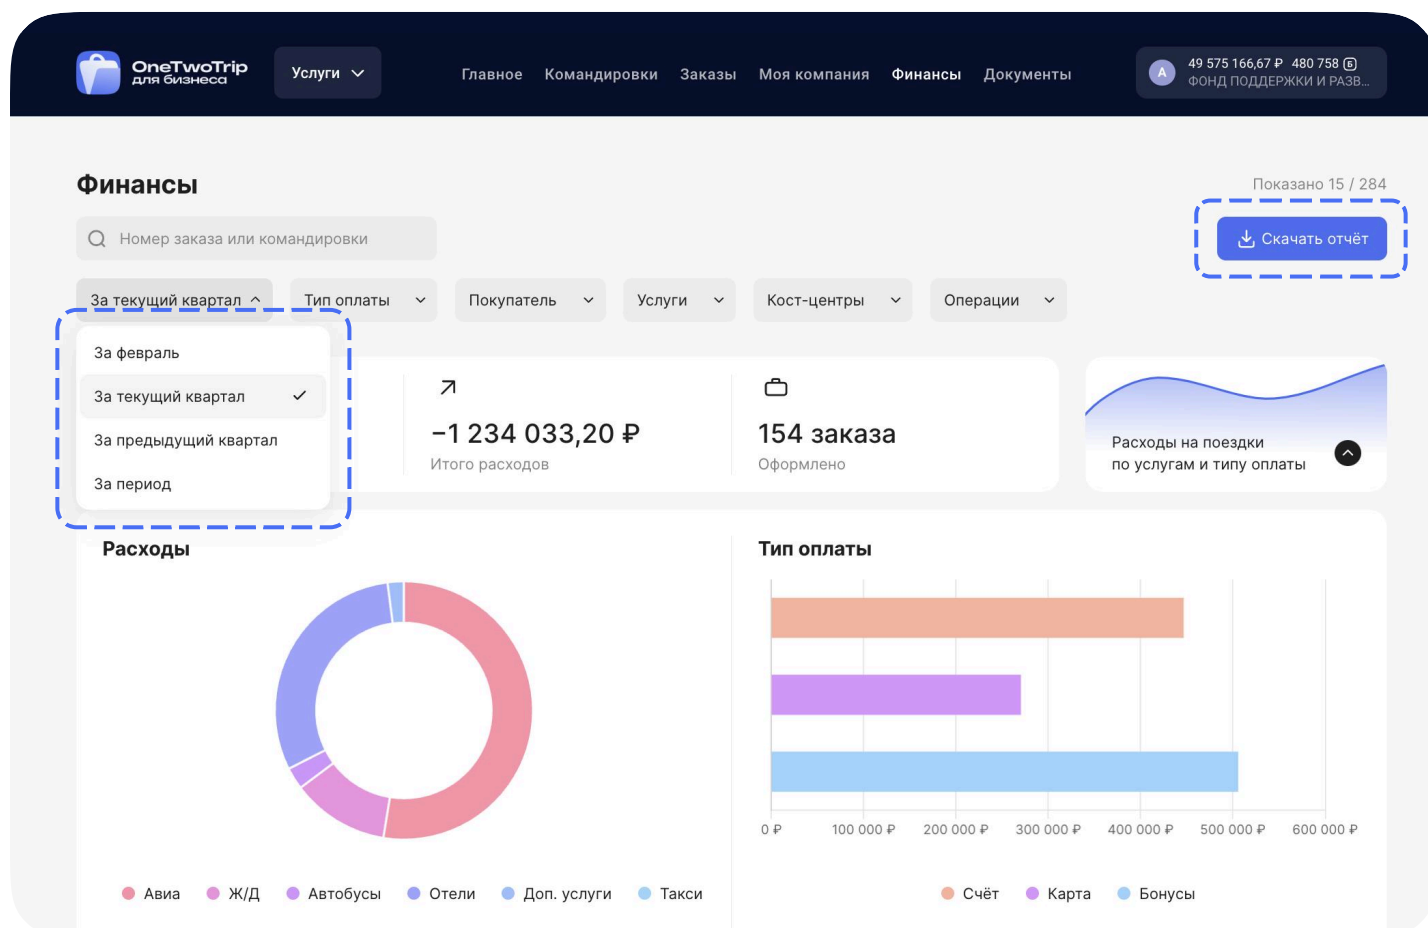 OneTwoTrip
для бизнеса
Услуги
Главное
Командировки
Заказы
Моя компания
Финансы
Документы
А
49 575 166,67 ₽ 480 758 Б
ФОНД ПОДДЕРЖКИ И РАЗВ...
Финансы
Показано 15 / 284
Номер заказа или командировки
Скачать отчёт
За текущий квартал
Тип оплаты
Покупатель
Услуги
Кост-центры
Операции
За февраль
За текущий квартал
За предыдущий квартал
За период
−1 234 033,20 ₽
Итого расходов
154 заказа
Оформлено
Расходы на поездки
по услугам и типу оплаты
Расходы
Авиа
Ж/Д
Автобусы
Отели
Доп. услуги
Такси
Тип оплаты
0 ₽
100 000 ₽
200 000 ₽
300 000 ₽
400 000 ₽
500 000 ₽
600 000 ₽
Счёт
Карта
Бонусы